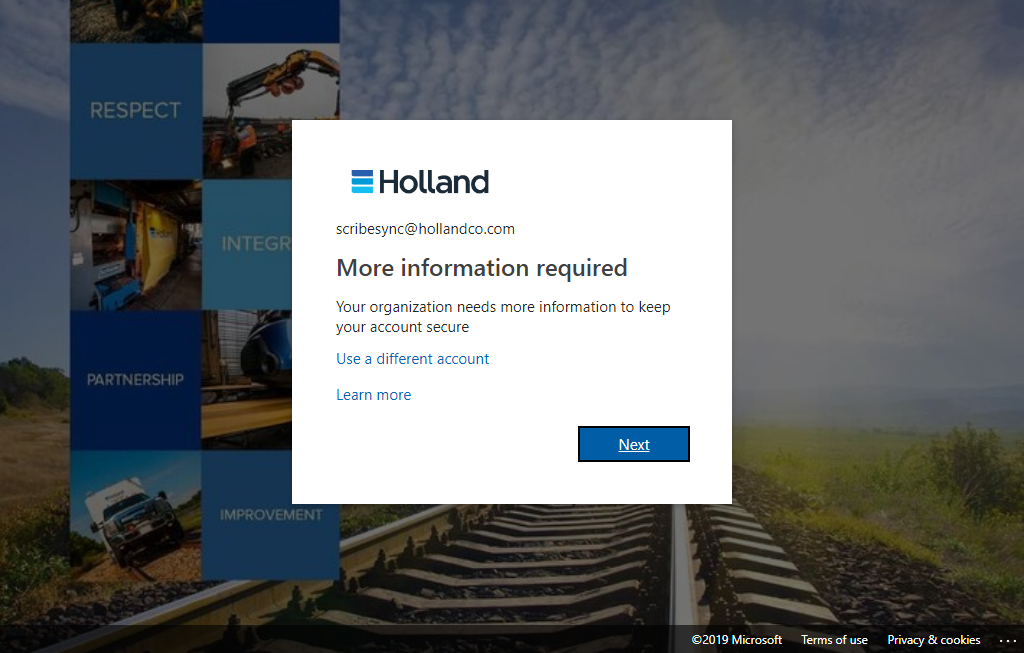 RESPECT
INTEGR
PARTNERSHIP
IMPROVEMENT
Holland
scribesync@hollandco.com
More information required
Your organization needs more information to keep
your account secure
Use a different account
Learn more
Next
©2019 Microsoft Terms of use Privacy & cookies ...